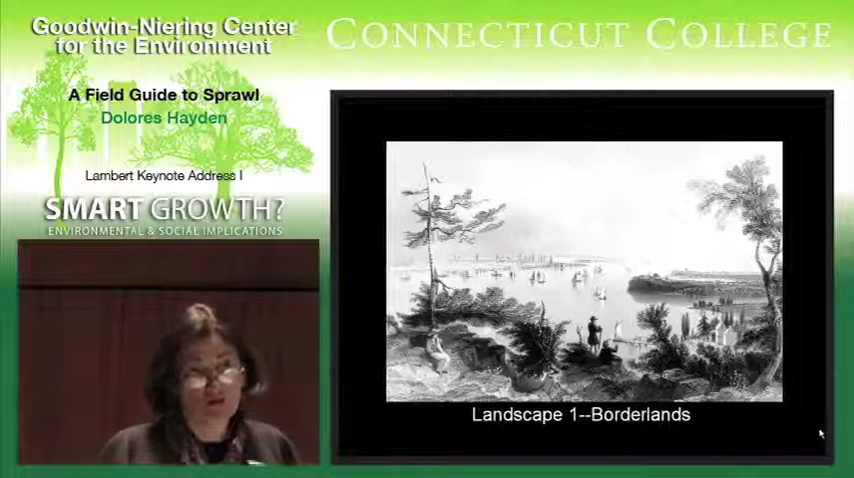 Goodwin-Niering Center
for the Environment
CONNECTICUT COLLEGE
A Field Guide to Sprawl
Dolores Hayden
Lambert Keynote Address I
SMART GROWTH?
ENVIRONMENTAL & SOCIAL IMPLICATIONS
Landscape 1--Borderlands